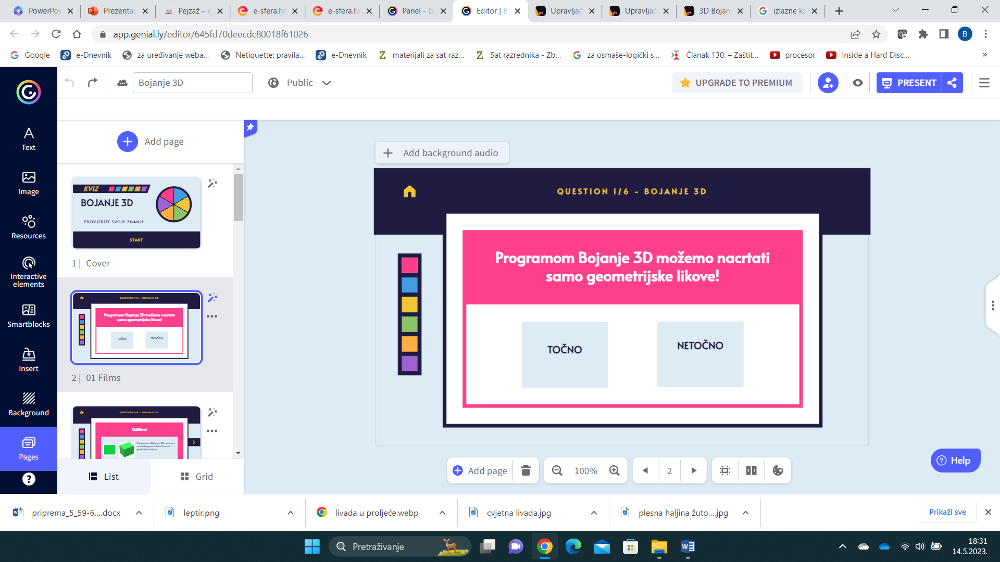 PowerPoi
Prezentac
Pejzaž – e
e-sfera.hr
e-sfera.hr
Panel - Ge
Editor | B
Upravljač
Upravljač
3D Bojanj
izlazne ka
app.genial.ly/editor/645fd70deecdc80018f61026
B
Google
e-Dnevnik
za uređivanje weba...
Netiquette: pravila...
e-Dnevnik
materijali za sat raz...
Sat razrednika - Zb...
za osmaše-logički s...
Članak 130. – Zaštit...
procesor
Inside a Hard Disc...
»
Bojanje 3D
Public
UPGRADE TO PREMIUM
PRESENT
Text
Image
Resources
Interactive
elements
Smartblocks
Insert
Background
Pages
Add page
KVIZ
BOJANJE 3D
PROVJERITE SVOJE ZNANJE
START
1 | Cover
QUESTION 1/6 - BOJANJE 3D
Programom Bojanje 3D možemo nacrtati
samo geometrijske likove!
TOČNO
NETOČNO
2 | 01 Films
QUESTION 1/6 - BOJANJE 3D
Odlično!
Programom Bojanje 3D možemo
nacrtati geometrijske likove i
geometrijska tijela.
List
Grid
Add background audio
QUESTION 1/6 - BOJANJE 3D
Programom Bojanje 3D možemo nacrtati
samo geometrijske likove!
TOČNO
NETOČNO
Add page
100%
2
Help
priprema_5_59-6....docx
leptir.png
livada u proljeće.webp
cvjetna livada.jpg
plesna haljina žuto....jpg
Prikaži sve
Pretraživanje
18:31
14.5.2023.